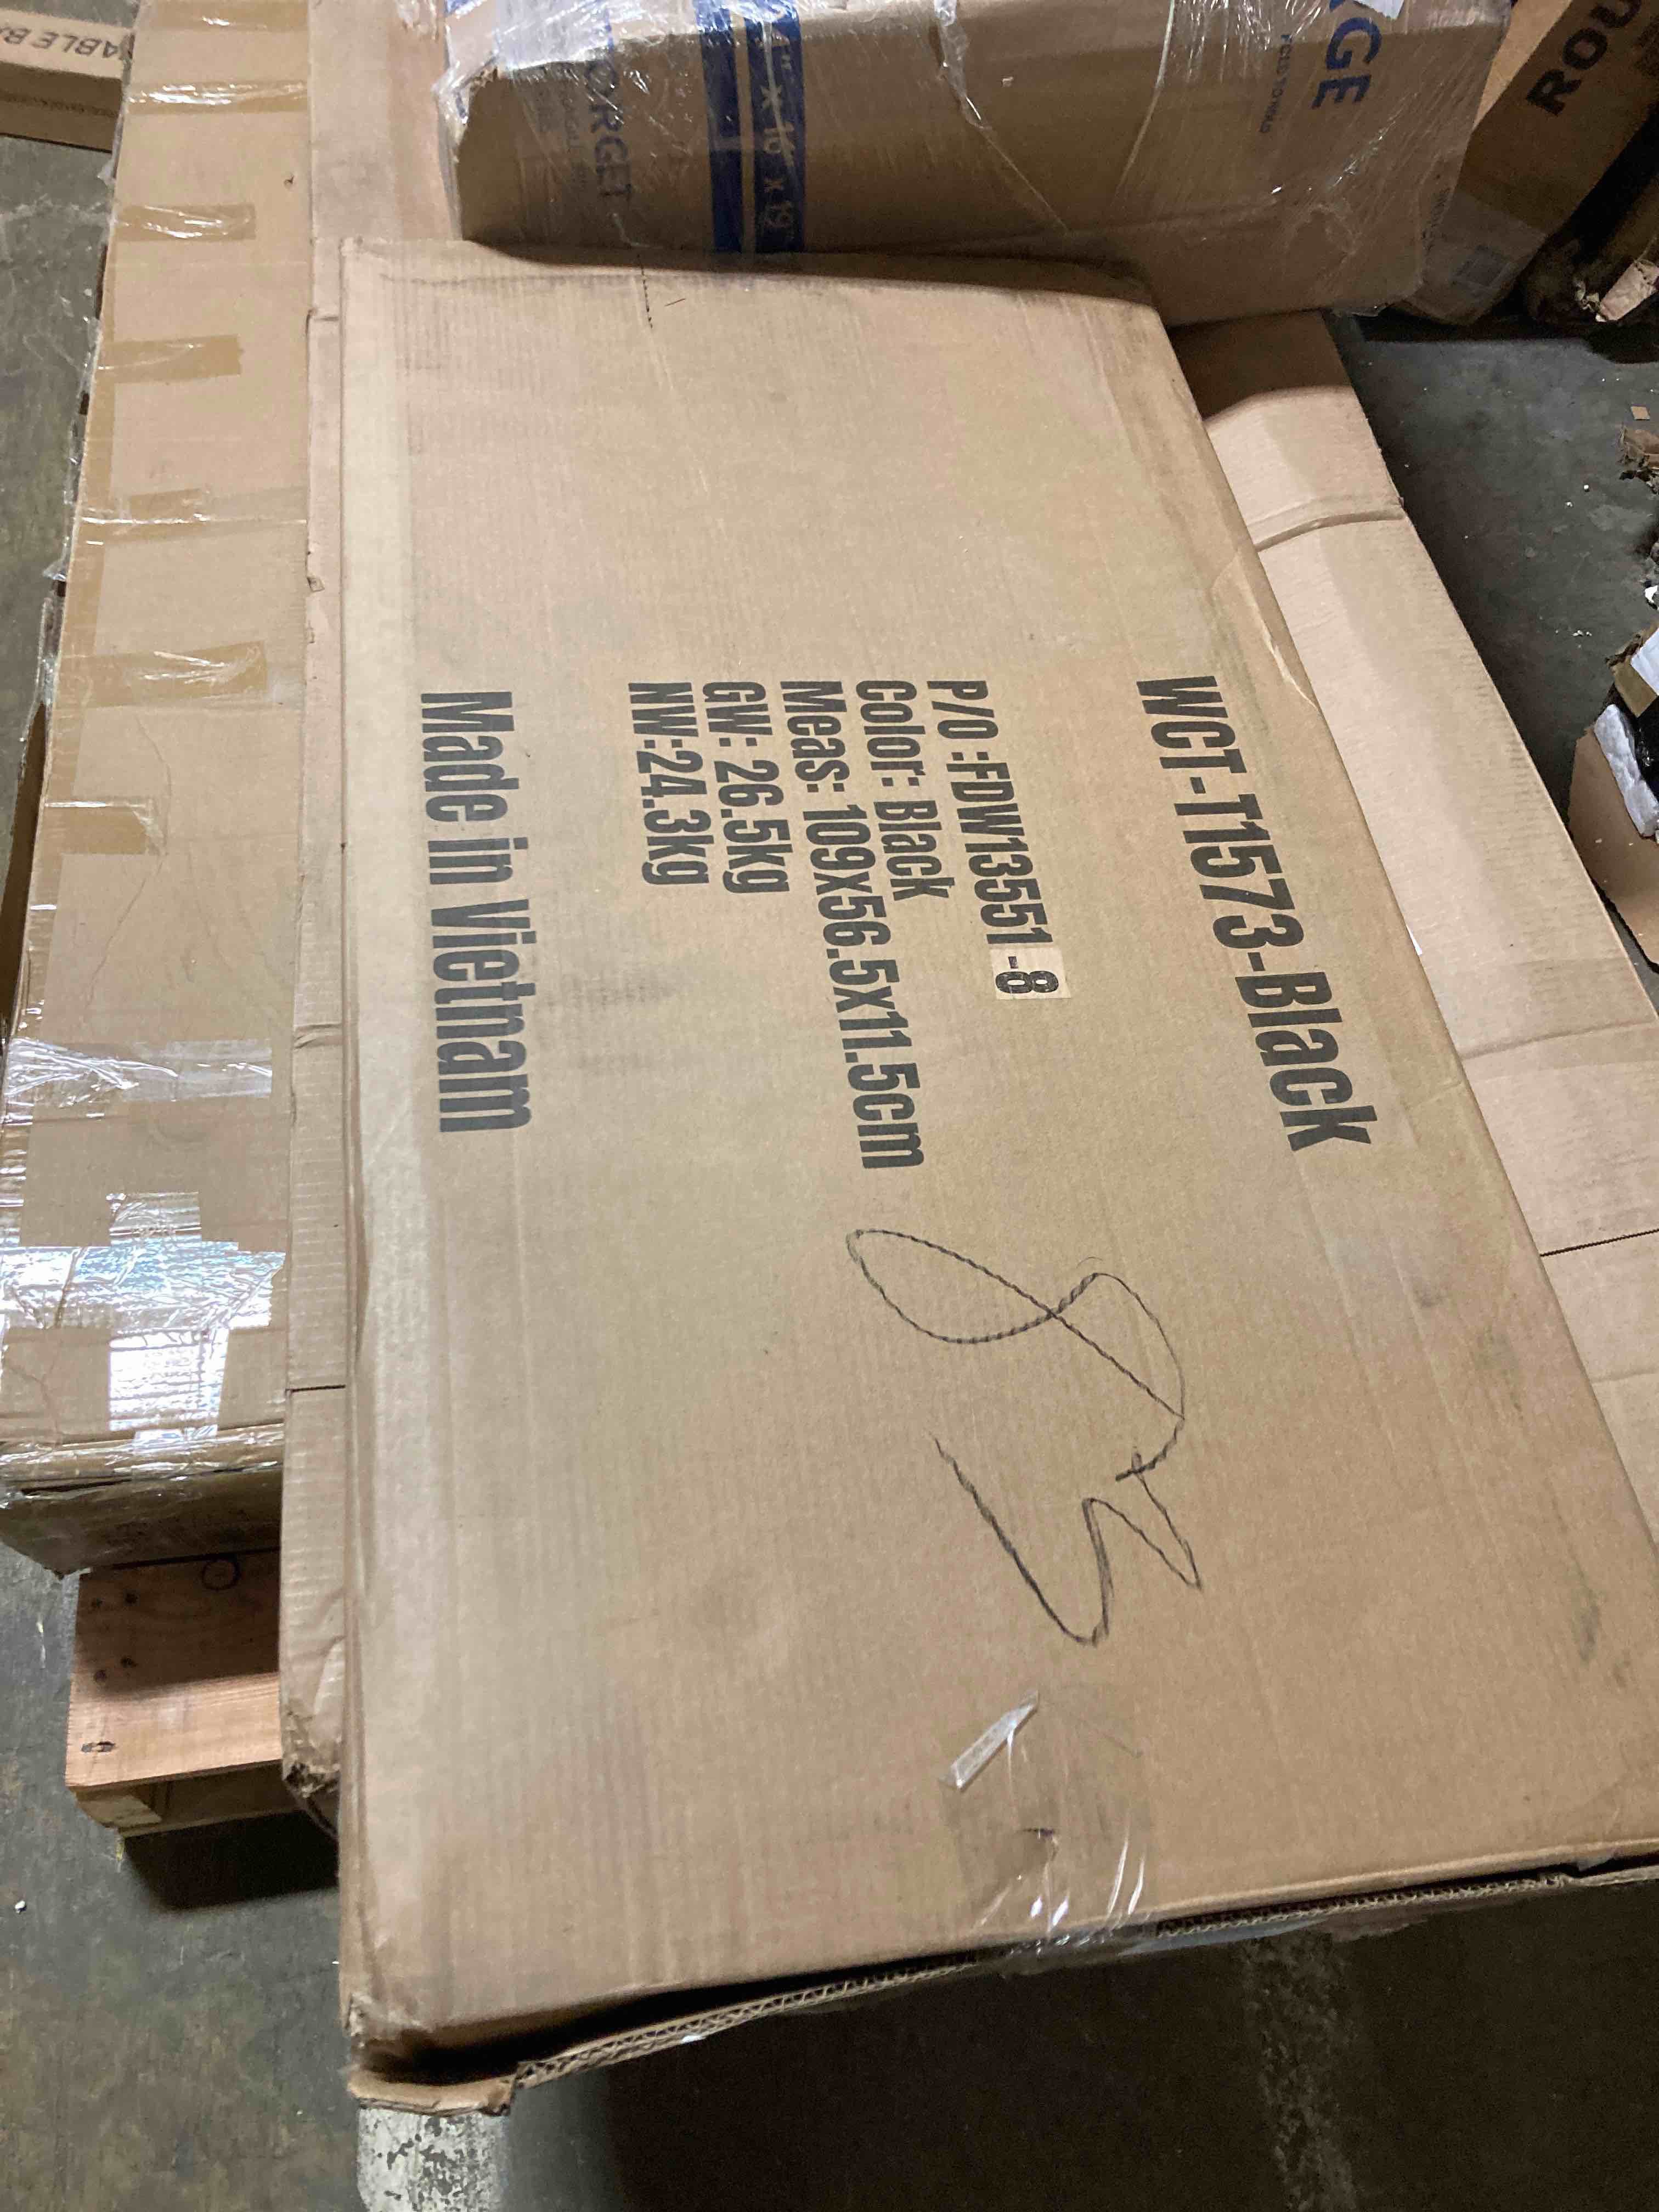 WCT-T1573-Black
P/O :FDW13551-8
Color: Black
Meas: 109X56.5X11.5cm
GW: 26.5kg
NW:24.3kg
Made in Vietnam